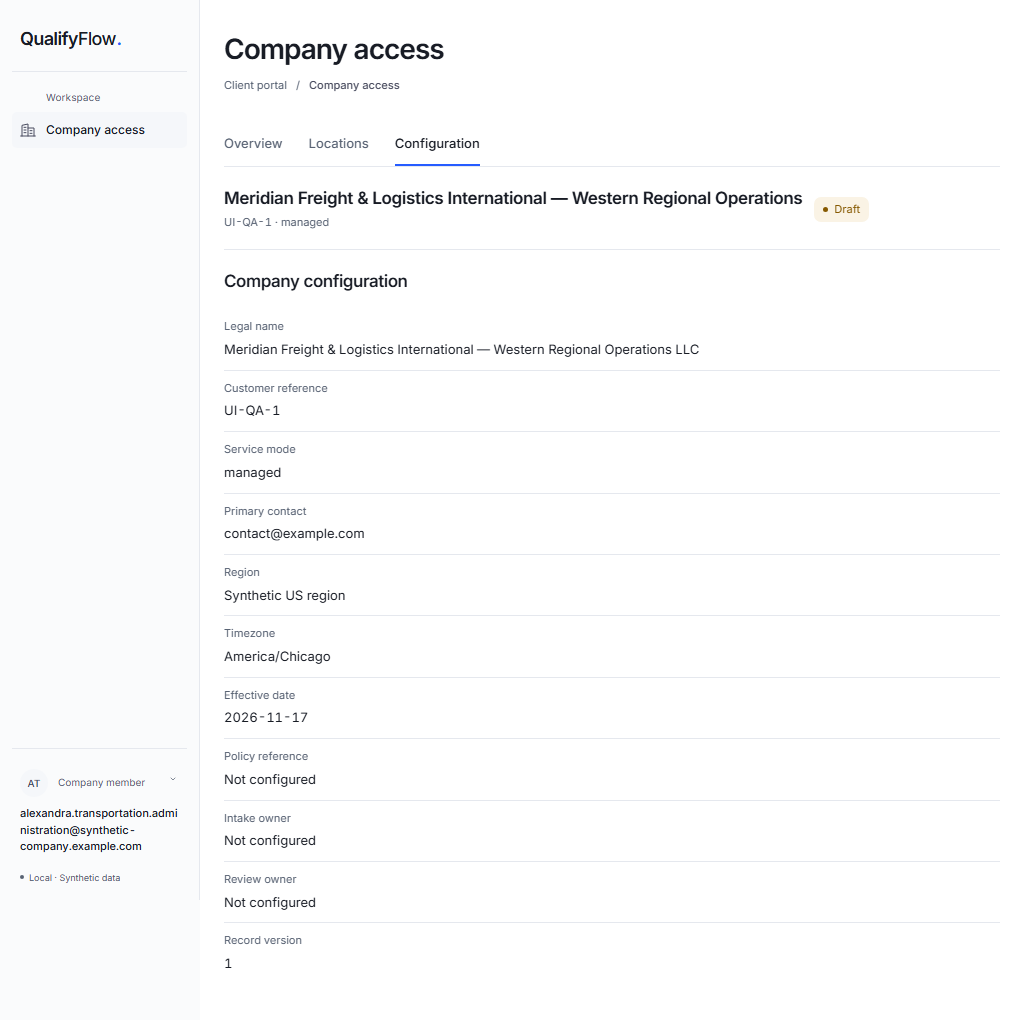 QualifyFlow.
Workspace
Company access
Company access
Client portal / Company access
Overview Locations Configuration
Meridian Freight & Logistics International — Western Regional Operations
Draft
UI-QA-1 · managed
Company configuration
Legal name
Meridian Freight & Logistics International — Western Regional Operations LLC
Customer reference
UI-QA-1
Service mode
managed
Primary contact
contact@example.com
Region
Synthetic US region
Timezone
America/Chicago
Effective date
2026-11-17
Policy reference
Not configured
Intake owner
Not configured
Review owner
Not configured
Record version
1
AT Company member
alexandra.transportation.admi
nistration@synthetic-
company.example.com
Local · Synthetic data